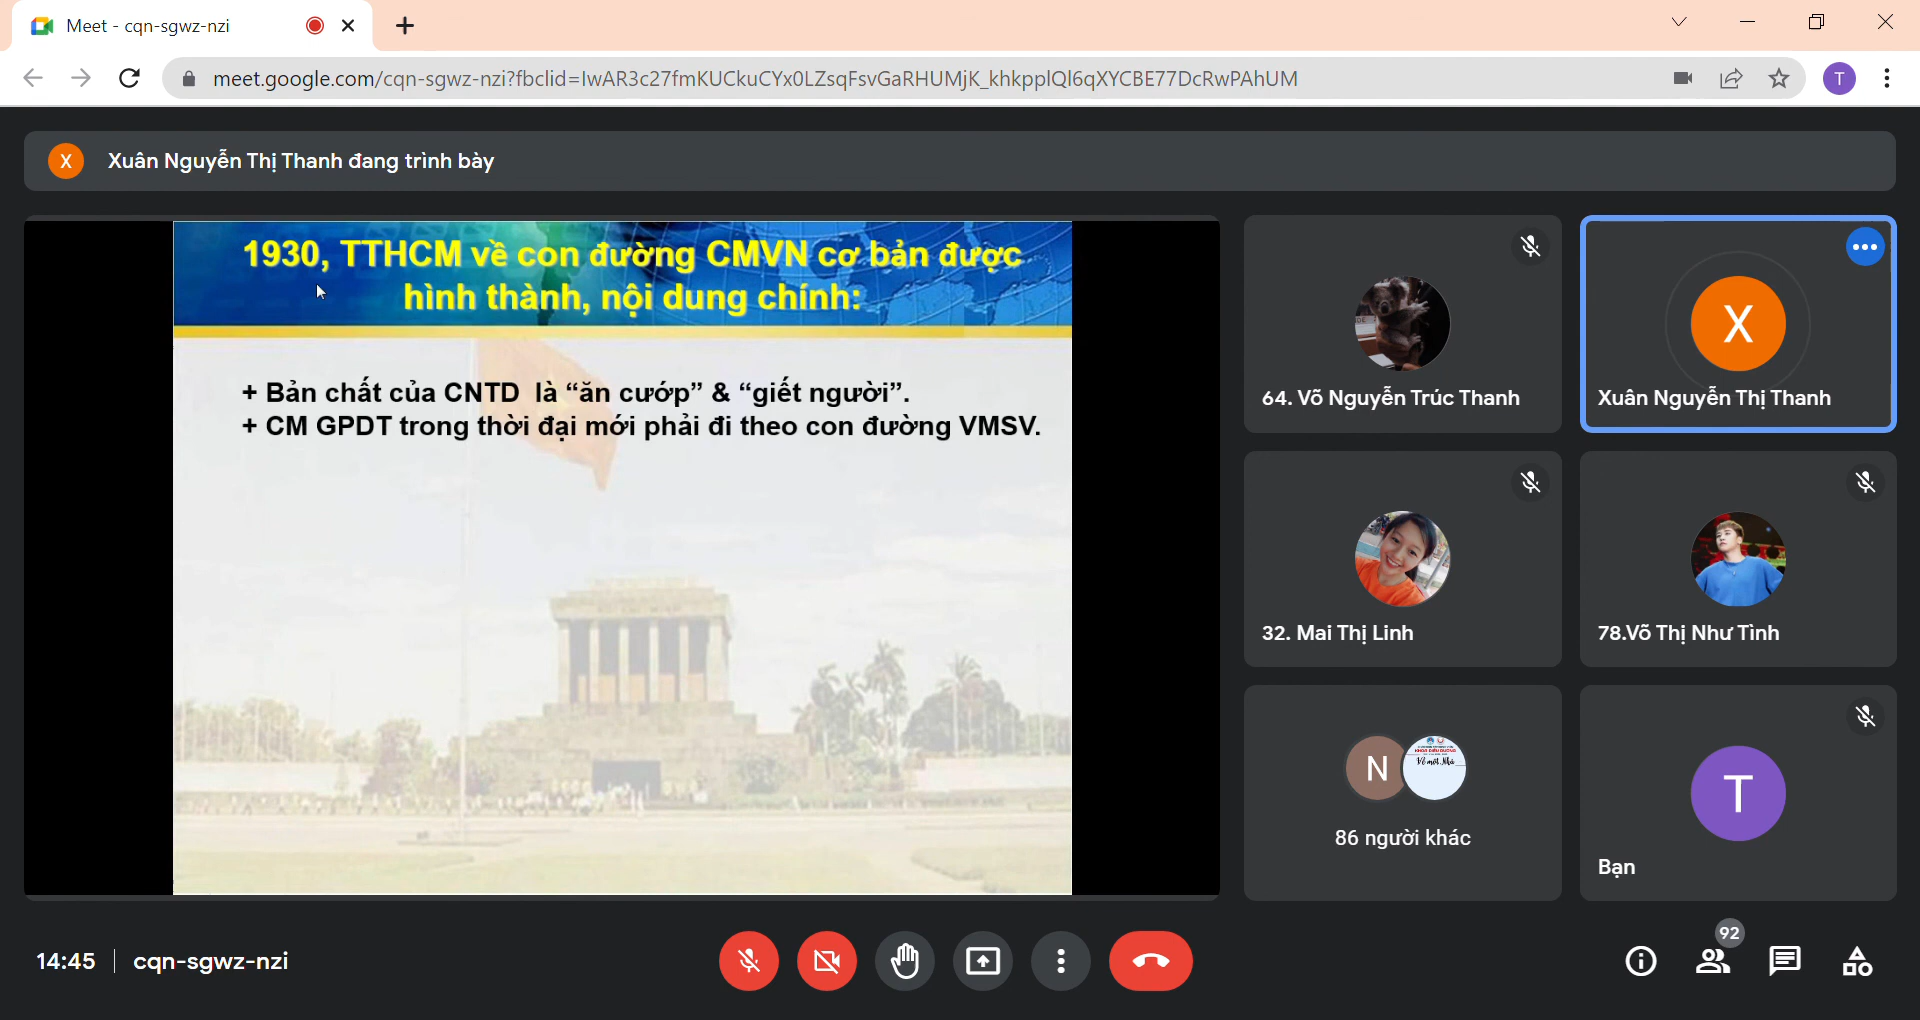 Meet - cqn-sgwz-nzi
meet.google.com/cqn-sgwz-nzi?fbclid=IwAR3c27fmKUCkuCYx0LZsqFsvGaRHUMjK_khkpplQl6qXYCBE77DcRwPAhUM
T
X
Xuân Nguyễn Thị Thanh đang trình bày
1930, TTHCM về con đường CMVN cơ bản được
hình thành, nội dung chính:
+ Bản chất của CNTD là “ăn cướp” & “giết người”.
+ CM GPDT trong thời đại mới phải đi theo con đường VMSV.
64. Võ Nguyễn Trúc Thanh
X
Xuân Nguyễn Thị Thanh
32. Mai Thị Linh
78.Võ Thị Như Tình
N
86 người khác
T
Bạn
14:45
cqn-sgwz-nzi
92